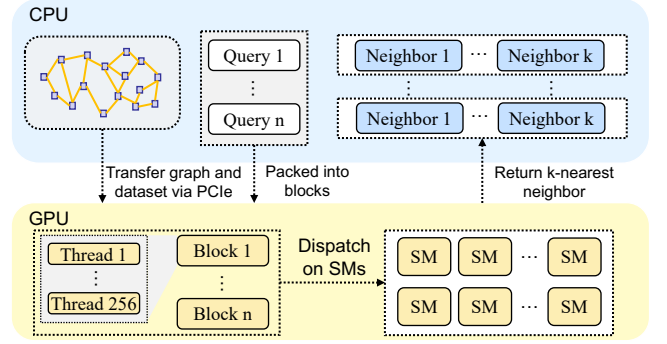 CPU
Query 1
⋮
Query n
Neighbor 1 ··· Neighbor k
⋮ ⋮
Neighbor 1 ··· Neighbor k
Transfer graph and
dataset via PCIe
Packed into
blocks
Return k-nearest
neighbor
GPU
Thread 1
⋮
Thread 256
Block 1
⋮
Block n
Dispatch
on SMs
SM SM ··· SM
SM SM ··· SM